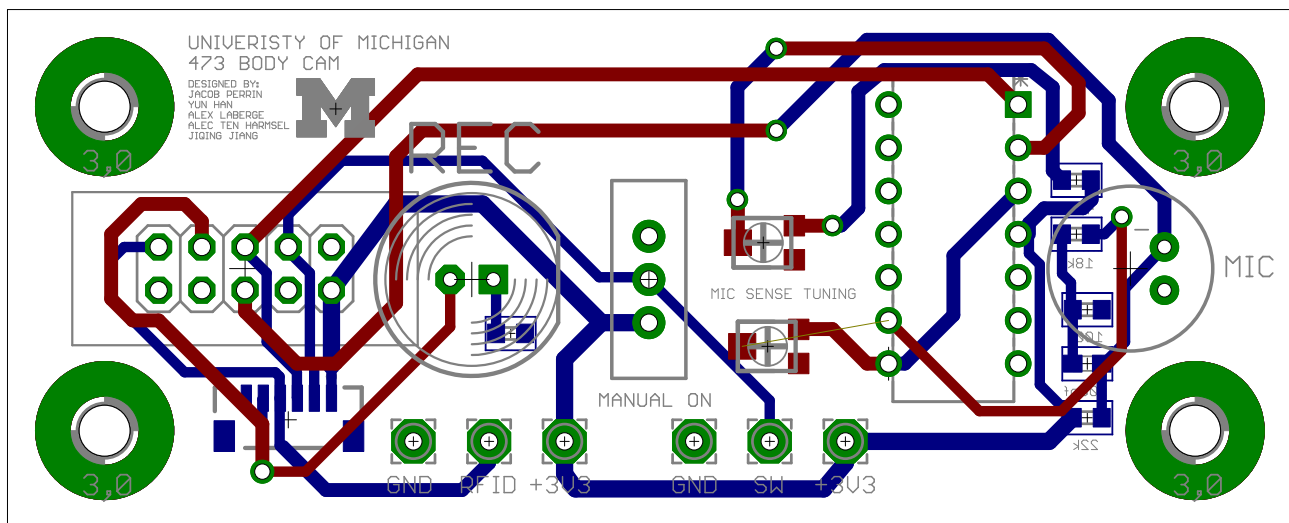 UNIVERISTY OF MICHIGAN
473 BODY CAM
DESIGNED BY:
JACOB PERRIN
YUN HAN
ALEX LABERGE
ALEC TEN HARMSEL
JIQING JIANG
M
REC
3,0
3,0
18k
MIC
MIC SENSE TUNING
MANUAL ON
22k
GND
RFID
+3V3
GND
SW
+3V3
3,0
3,0